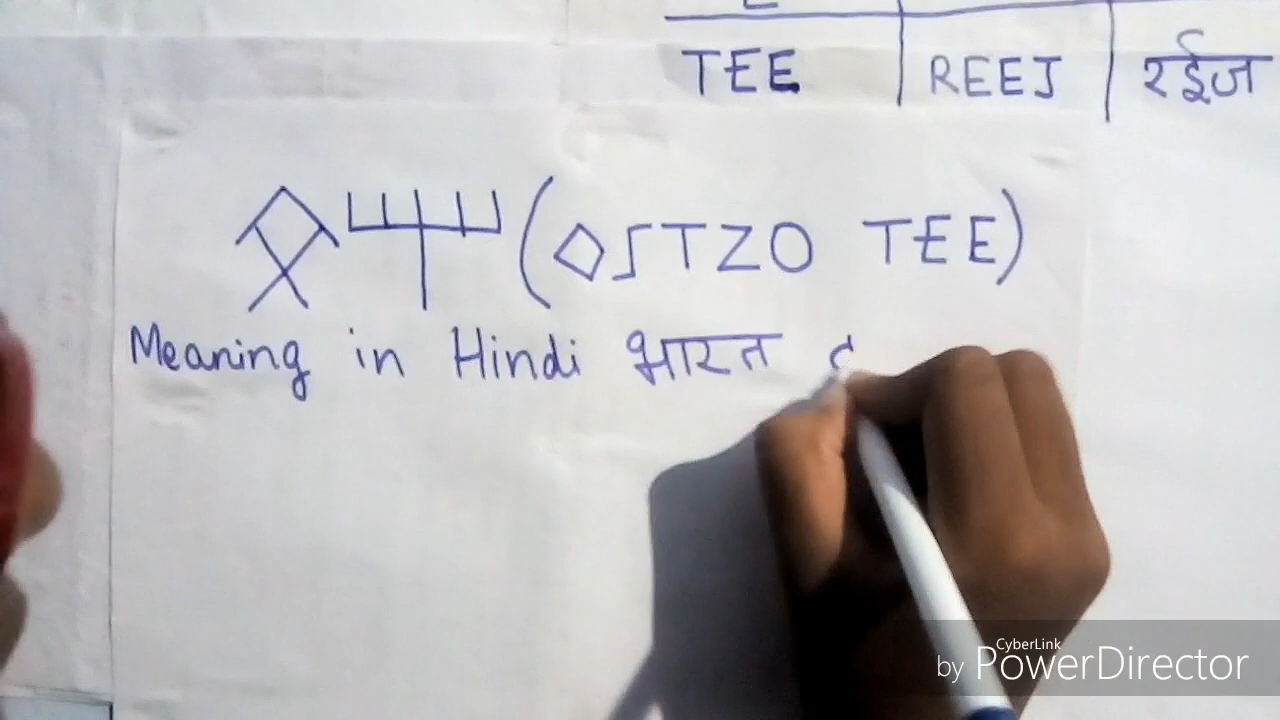 TEE REEJ रईज
(OSTZO TEE)
Meaning in Hindi भारत
CyberLink
by PowerDirector